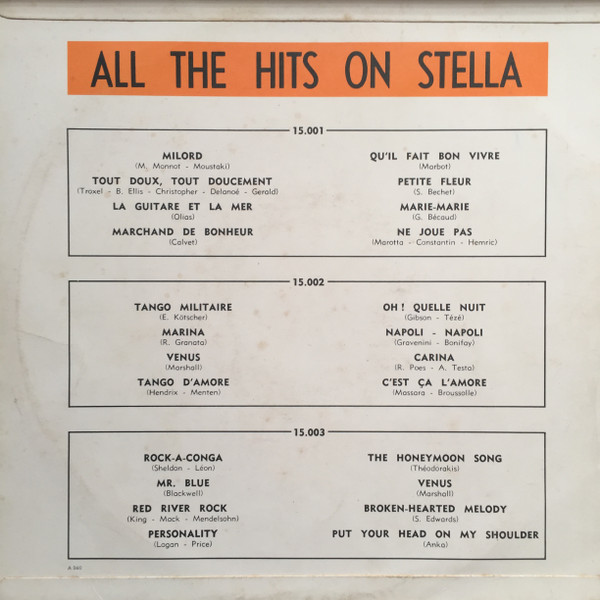 ALL THE HITS ON STELLA
15.001
MILORD
(M. Monnot - Moustaki)
TOUT DOUX, TOUT DOUCEMENT
(Troxel - B. Ellis - Christopher - Delanoé - Gérald)
LA GUITARE ET LA MER
(Olias)
MARCHAND DE BONHEUR
(Calvet)
QU'IL FAIT BON VIVRE
(Marbot)
PETITE FLEUR
(S. Bechet)
MARIE-MARIE
(G. Bécaud)
NE JOUE PAS
(Marotta - Constantin - Hemric)
15.002
TANGO MILITAIRE
(E. Kötscher)
MARINA
(R. Granata)
VENUS
(Marshall)
TANGO D'AMORE
(Hendrix - Menten)
OH! QUELLE NUIT
(Gibson - Tézé)
NAPOLI - NAPOLI
(Gravenini - Bonifay)
CARINA
(R. Poes - A. Testa)
C'EST ÇA L'AMORE
(Massara - Broussolle)
15.003
ROCK-A-CONGA
(Sheldon - Léon)
MR. BLUE
(Blackwell)
RED RIVER ROCK
(King - Mack - Mendelsohn)
PERSONALITY
(Logan - Price)
THE HONEYMOON SONG
(Théodorakis)
VENUS
(Marshall)
BROKEN-HEARTED MELODY
(S. Edwards)
PUT YOUR HEAD ON MY SHOULDER
(Anka)